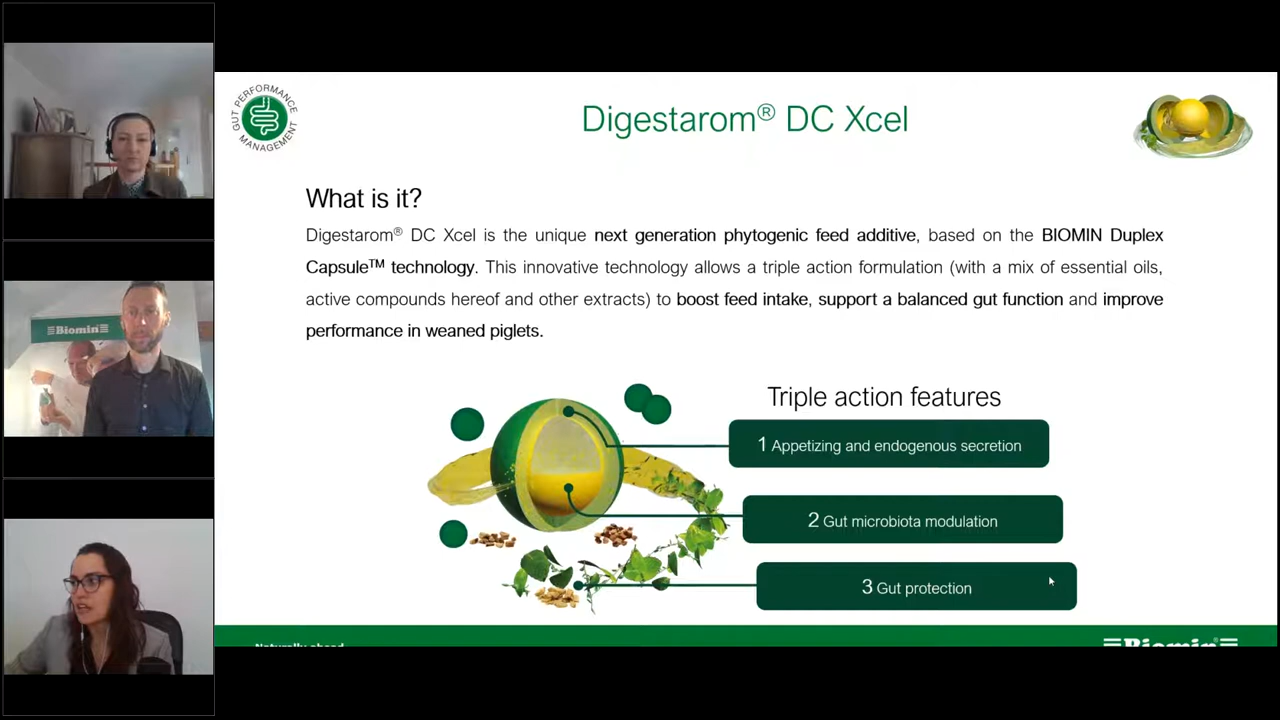 GUT PERFORMANCE
MANAGEMENT
Digestarom® DC Xcel
What is it?
Digestarom® DC Xcel is the unique next generation phytogenic feed additive, based on the BIOMIN Duplex
Capsule™ technology. This innovative technology allows a triple action formulation (with a mix of essential oils,
active compounds hereof and other extracts) to boost feed intake, support a balanced gut function and improve
performance in weaned piglets.
Biomin
Triple action features
1 Appetizing and endogenous secretion
2 Gut microbiota modulation
3 Gut protection
Naturally ahead
Biomin®